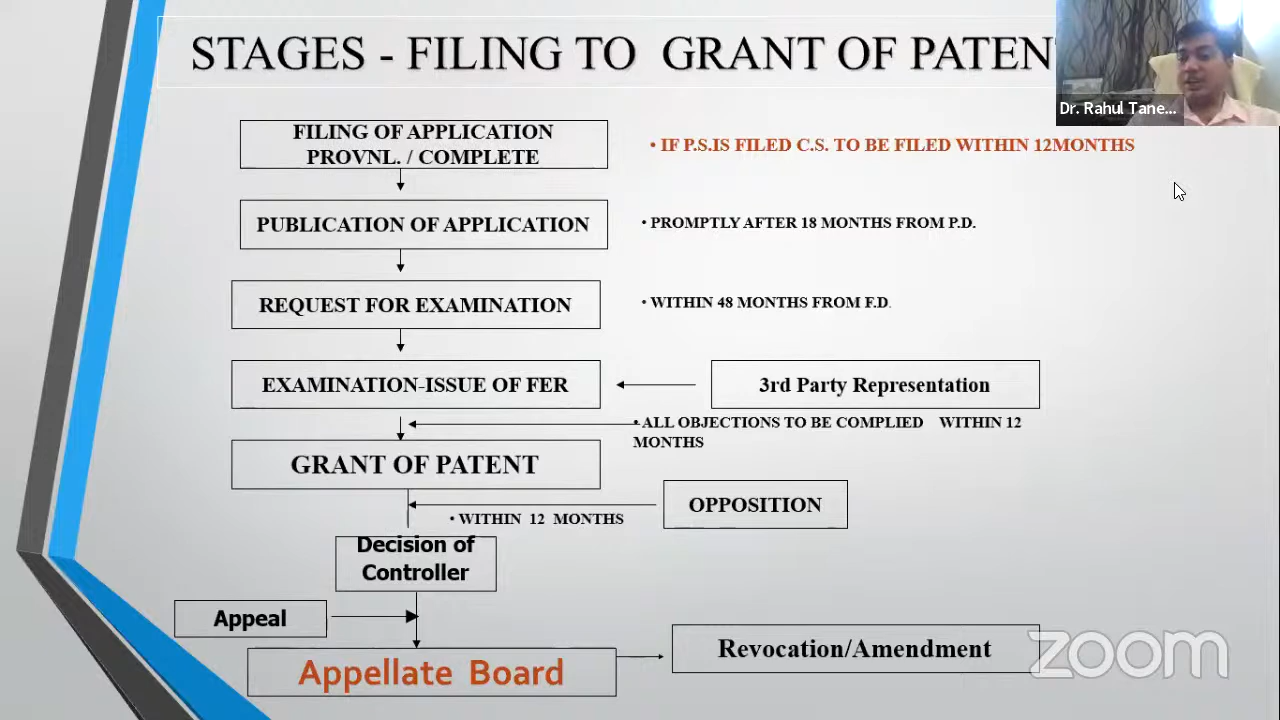 STAGES - FILING TO GRANT OF PATEN
Dr. Rahul Tane...
FILING OF APPLICATION
PROVNL. / COMPLETE
• IF P.S.IS FILED C.S. TO BE FILED WITHIN 12MONTHS
PUBLICATION OF APPLICATION
• PROMPTLY AFTER 18 MONTHS FROM P.D.
REQUEST FOR EXAMINATION
• WITHIN 48 MONTHS FROM F.D.
EXAMINATION-ISSUE OF FER
3rd Party Representation
• ALL OBJECTIONS TO BE COMPLIED WITHIN 12
MONTHS
GRANT OF PATENT
OPPOSITION
• WITHIN 12 MONTHS
Decision of
Controller
Appeal
Appellate Board
Revocation/Amendment
zoom